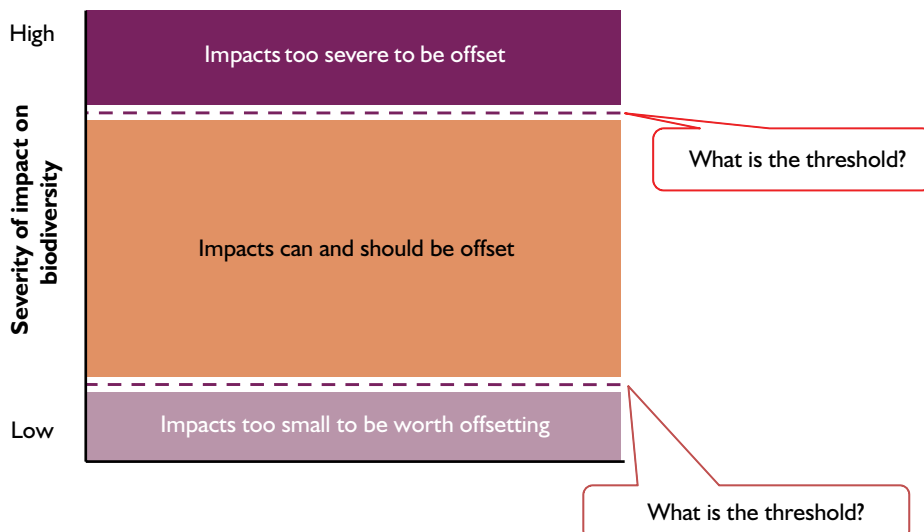 High
Impacts too severe to be offset
What is the threshold?
Severity of impact on
biodiversity
Impacts can and should be offset
Low
Impacts too small to be worth offsetting
What is the threshold?